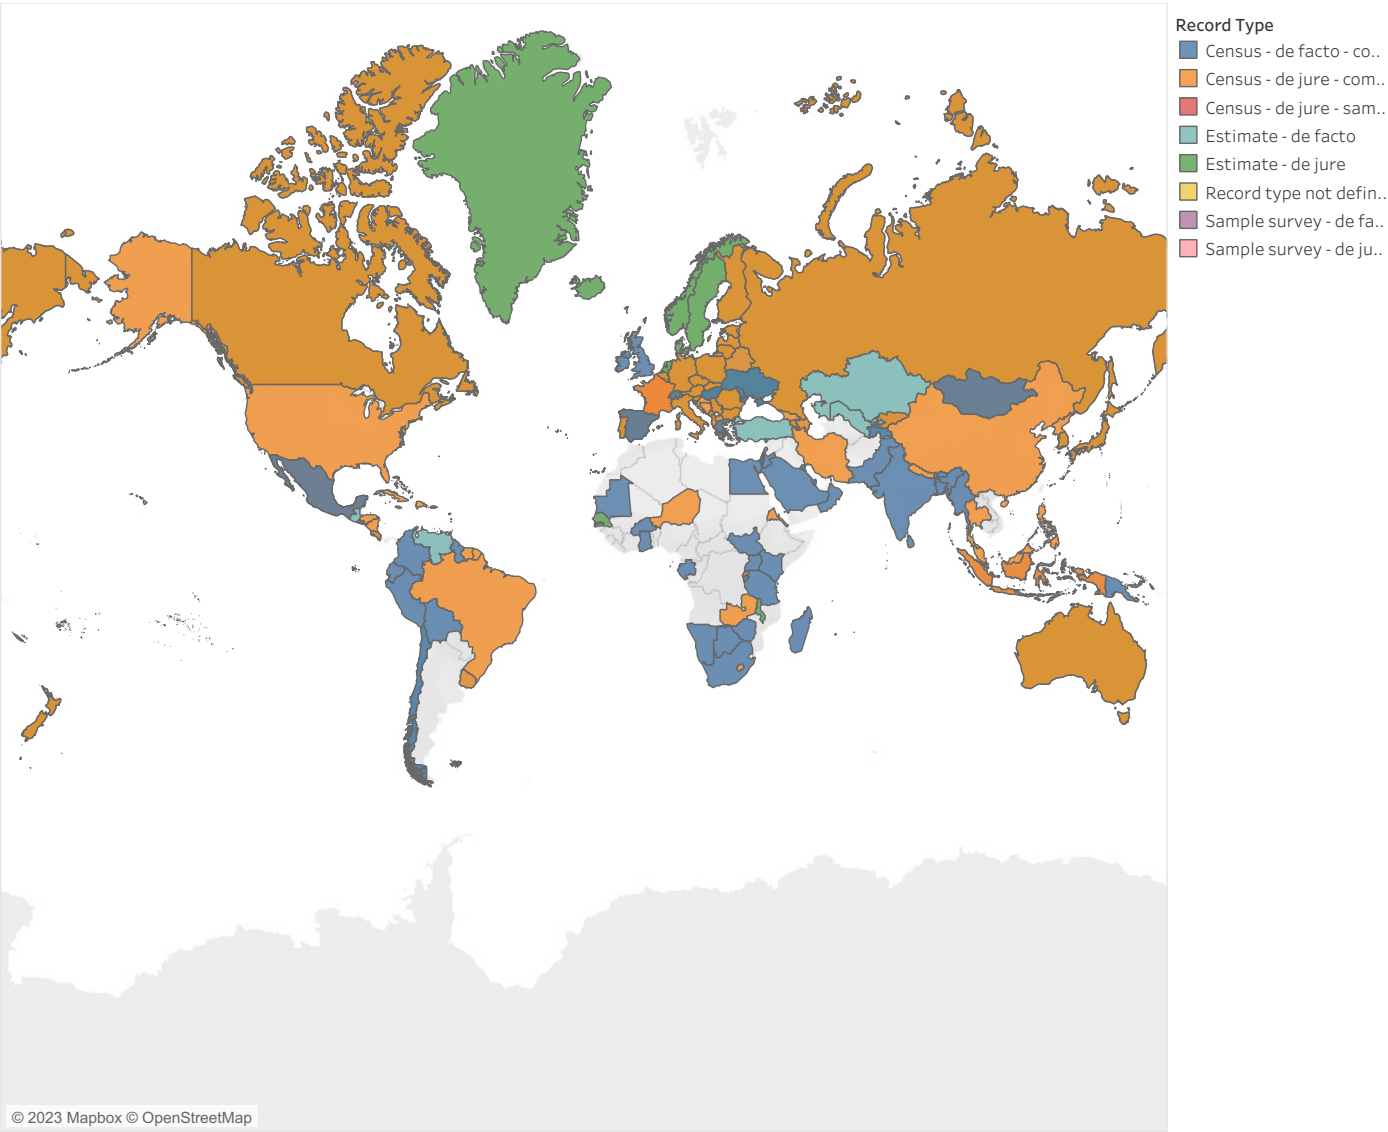 Record Type
Census - de facto - co..
Census - de jure - com..
Census - de jure - sam..
Estimate - de facto
Estimate - de jure
Record type not defin..
Sample survey - de fa..
Sample survey - de ju..
© 2023 Mapbox © OpenStreetMap